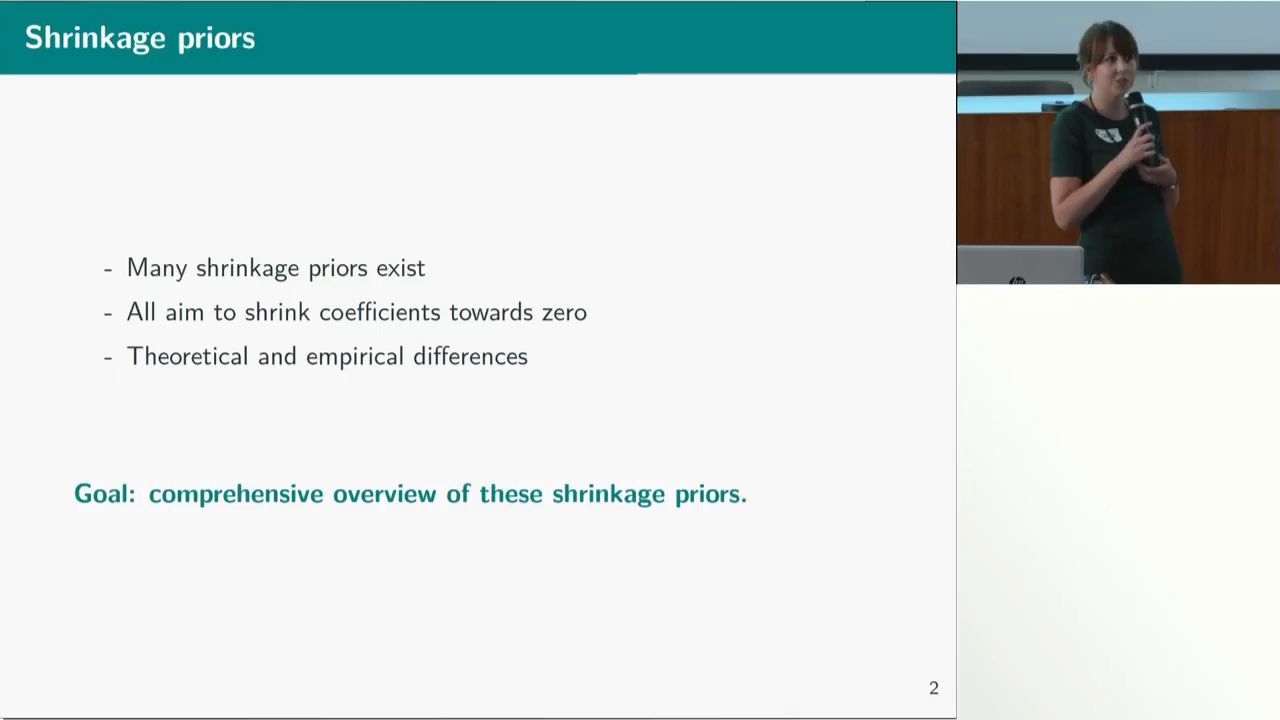 Shrinkage priors
- Many shrinkage priors exist
- All aim to shrink coefficients towards zero
- Theoretical and empirical differences
Goal: comprehensive overview of these shrinkage priors.
2
hp